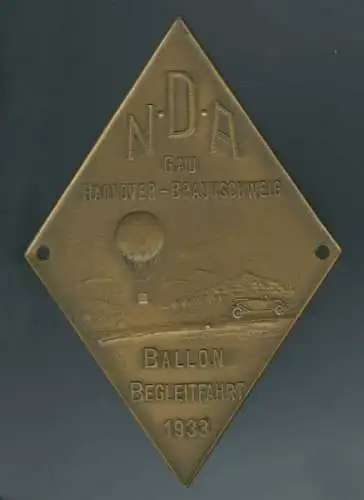 N·D·A
GAU
HANNOVER-BRAUNSCHWEIG
BALLON
BEGLEITFAHRT
1933